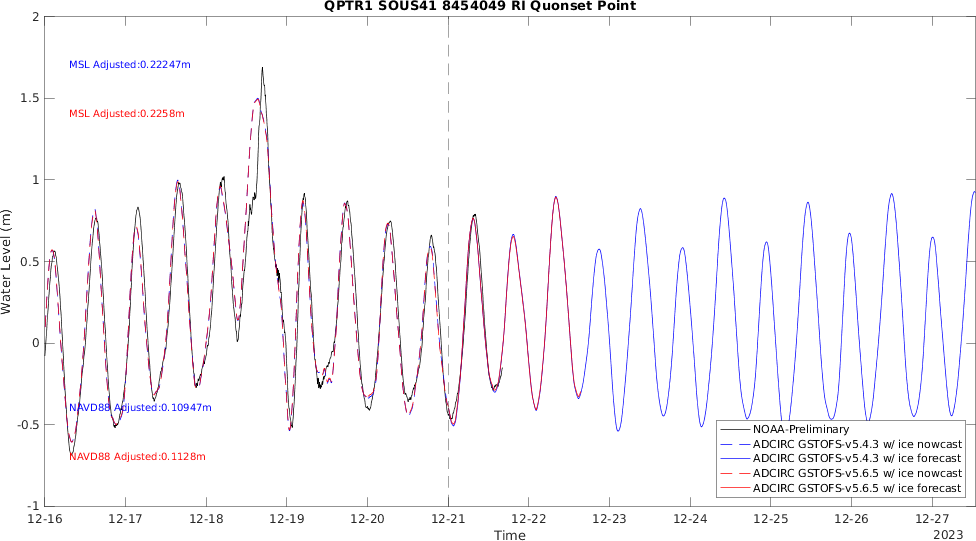 QPTR1 SOUS41 8454049 RI Quonset Point
2
1.5
1
0.5
0
-0.5
-1
Water Level (m)
MSL Adjusted:0.22247m
MSL Adjusted:0.2258m
NAVD88 Adjusted:0.10947m
NAVD88 Adjusted:0.1128m
NOAA-Preliminary
ADCIRC GSTOFS-v5.4.3 w/ ice nowcast
ADCIRC GSTOFS-v5.4.3 w/ ice forecast
ADCIRC GSTOFS-v5.6.5 w/ ice nowcast
ADCIRC GSTOFS-v5.6.5 w/ ice forecast
12-16 12-17 12-18 12-19 12-20 12-21 12-22 12-23 12-24 12-25 12-26 12-27
Time
2023